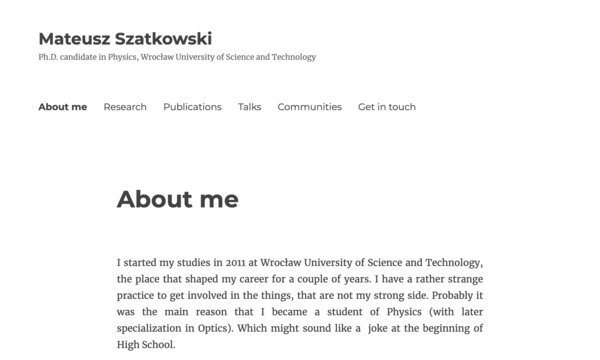 Mateusz Szatkowski
Ph.D. candidate in Physics, Wrocław University of Science and Technology
About me Research Publications Talks Communities Get in touch
About me
I started my studies in 2011 at Wrocław University of Science and Technology,
the place that shaped my career for a couple of years. I have a rather strange
practice to get involved in the things, that are not my strong side. Probably it
was the main reason that I became a student of Physics (with later
specialization in Optics). Which might sound like a joke at the beginning of
High School.